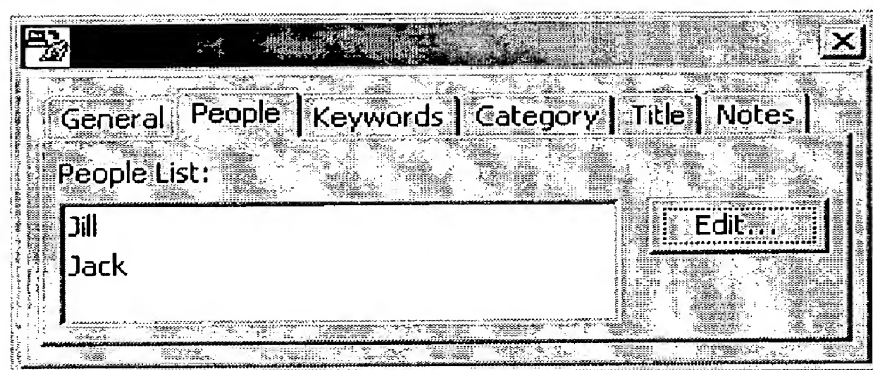 General People Keywords Category Title Notes
People List:
Jill
Edit...
Jack